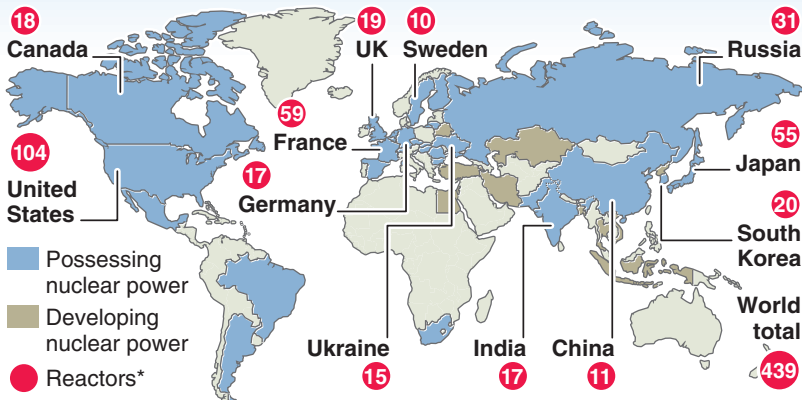 18
Canada
19
UK
10
Sweden
31
Russia
59
France
104
United
States
17
Germany
55
Japan
20
South
Korea
Possessing
nuclear power
Developing
nuclear power
Reactors*
Ukraine
15
India
17
China
11
World
total
439